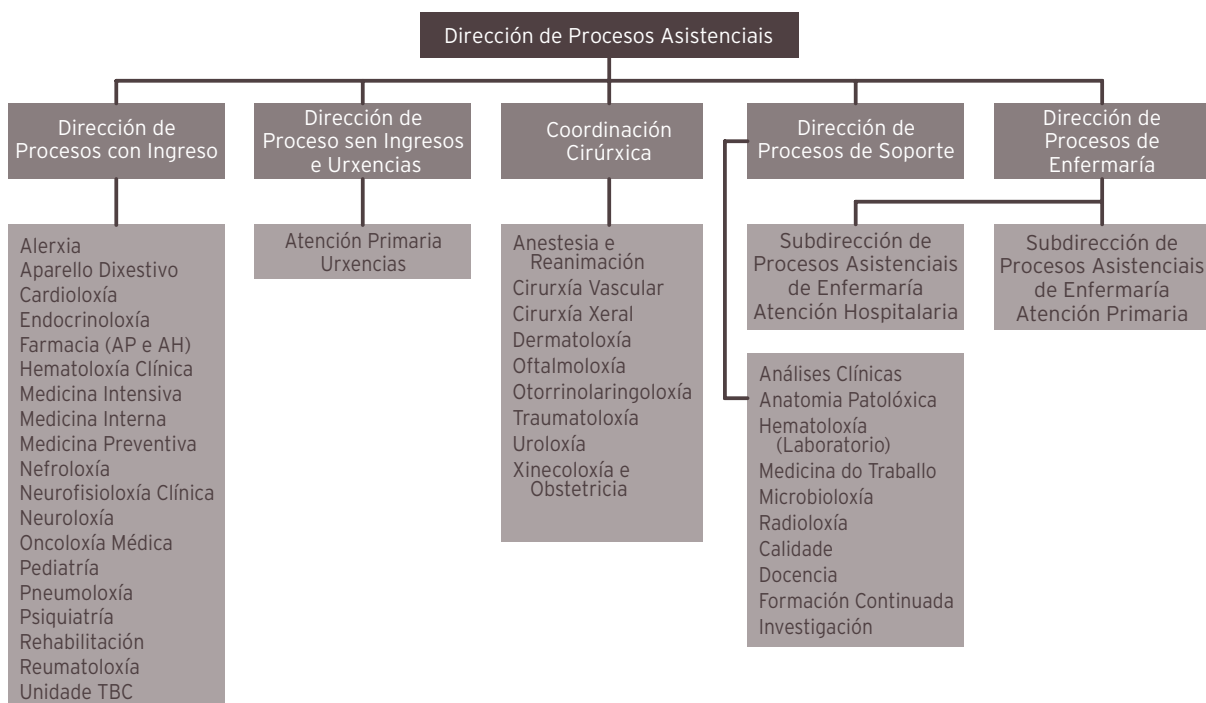 Dirección de Procesos Asistenciais
Dirección de
Procesos con Ingreso
Dirección de
Proceso sen Ingresos
e Urxencias
Coordinación
Cirúrxica
Dirección de
Procesos de Soporte
Dirección de
Procesos de
Enfermaría
Alerxia
Aparello Dixestivo
Cardioloxía
Endocrinoloxía
Farmacia (AP e AH)
Hematoloxía Clínica
Medicina Intensiva
Medicina Interna
Medicina Preventiva
Nefroloxía
Neurofisioloxía Clínica
Neuroloxía
Oncoloxía Médica
Pediatría
Pneumoloxía
Psiquiatría
Rehabilitación
Reumatoloxía
Unidade TBC
Atención Primaria
Urxencias
Anestesia e
Reanimación
Cirurxía Vascular
Cirurxía Xeral
Dermatoloxía
Oftalmoloxía
Otorrinolaringoloxía
Traumatoloxía
Uroloxía
Xinecoloxía e
Obstetricia
Subdirección de
Procesos Asistenciais
de Enfermaría
Atención Hospitalaria
Subdirección de
Procesos Asistenciais
de Enfermaría
Atención Primaria
Análises Clínicas
Anatomia Patolóxica
Hematoloxía
(Laboratorio)
Medicina do Traballo
Microbioloxía
Radioloxía
Calidade
Docencia
Formación Continuada
Investigación